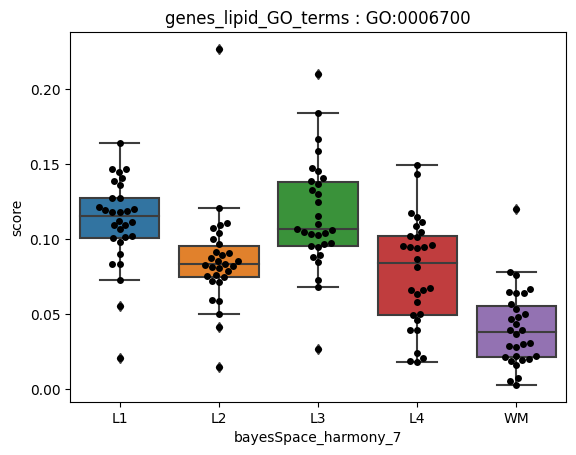 genes_lipid_GO_terms : GO:0006700
score
0.20
0.15
0.10
0.05
0.00
L1 L2 L3 L4 WM
bayesSpace_harmony_7